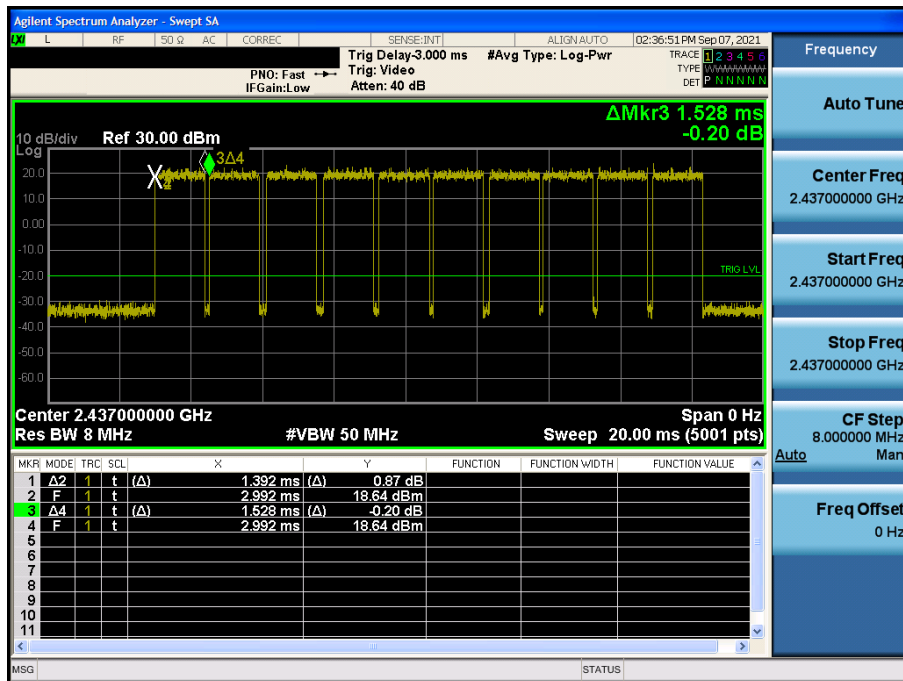 Agilent Spectrum Analyzer - Swept SA
LXI L RF 50 Ω AC CORREC SENSE:INT ALIGN AUTO 02:36:51 PM Sep 07, 2021
PNO: Fast
IFGain:Low
Trig Delay-3.000 ms
Trig: Video
Atten: 40 dB
#Avg Type: Log-Pwr
TRACE 1 2 3 4 5 6
TYPE WWWWWW
DET P N N N N N
ΔMkr3 1.528 ms
-0.20 dB
10 dB/div Ref 30.00 dBm
Log
20.0
10.0
0.00
-10.0
-20.0
-30.0
-40.0
-50.0
-60.0
3Δ4
TRIG LVL
Center 2.437000000 GHz Span 0 Hz
Res BW 8 MHz #VBW 50 MHz Sweep 20.00 ms (5001 pts)
MKR MODE TRC SCL X Y FUNCTION FUNCTION WIDTH FUNCTION VALUE
1 Δ2 1 t (Δ) 1.392 ms (Δ) 0.87 dB
2 F 1 t 2.992 ms 18.64 dBm
3 Δ4 1 t (Δ) 1.528 ms (Δ) -0.20 dB
4 F 1 t 2.992 ms 18.64 dBm
5
6
7
8
9
10
11
MSG STATUS
Frequency
Auto Tune
Center Freq
2.437000000 GHz
Start Freq
2.437000000 GHz
Stop Freq
2.437000000 GHz
CF Step
8.000000 MHz
Auto Man
Freq Offset
0 Hz